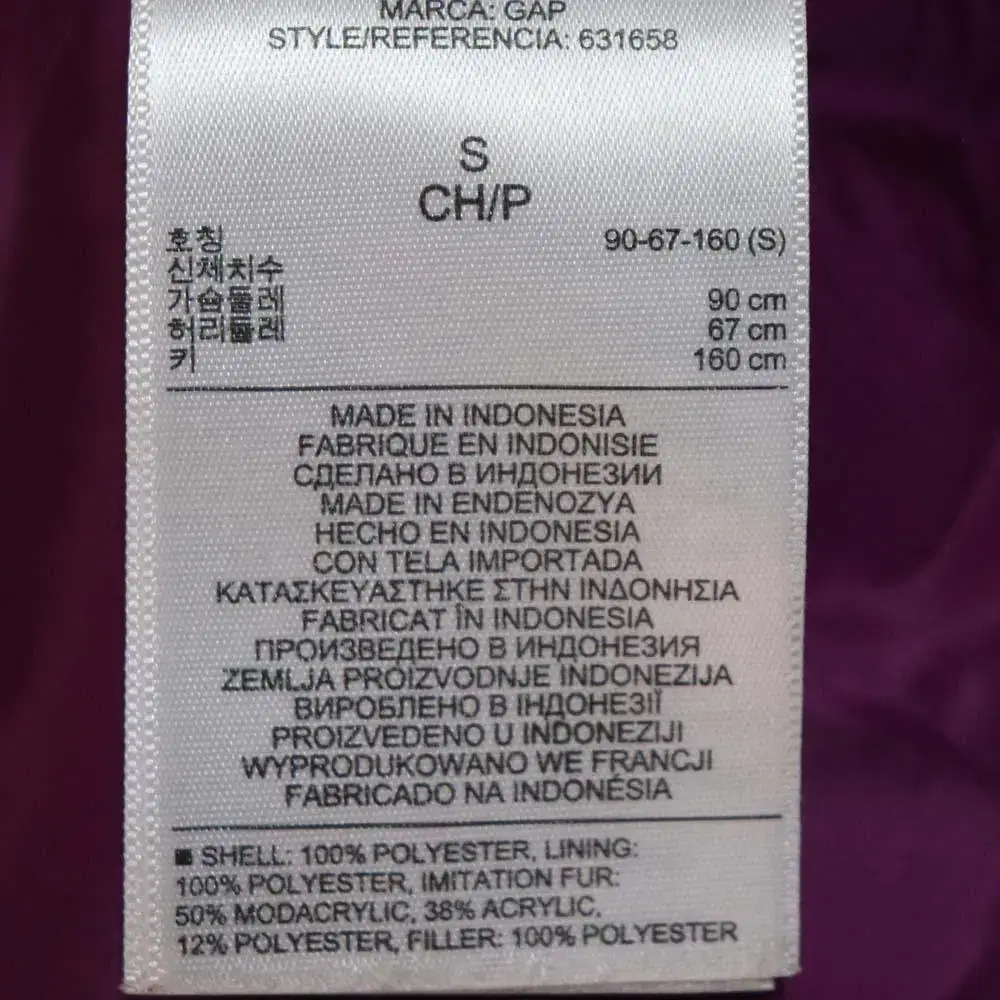 MARCA: GAP
STYLE/REFERENCIA: 631658
S
CH/P
호칭 90-67-160 (S)
신체치수
가슴둘레 90 cm
허리둘레 67 cm
키 160 cm
MADE IN INDONESIA
FABRIQUE EN INDONISIE
СДЕЛАНО В ИНДОНЕЗИИ
MADE IN ENDENOZYA
HECHO EN INDONESIA
CON TELA IMPORTADA
ΚΑΤΑΣΚΕΥΑΣΤΗΚΕ ΣΤΗΝ ΙΝΔΟΝΗΣΙΑ
FABRICAT ÎN INDONESIA
ПРОИЗВЕДЕНО В ИНДОНЕЗИЯ
ZEMLJA PROIZVODNJE INDONEZIJA
ВИРОБЛЕНО В ІНДОНЕЗІЇ
PROIZVEDENO U INDONEZIJI
WYPRODUKOWANO WE FRANCJI
FABRICADO NA INDONÉSIA
SHELL: 100% POLYESTER, LINING:
100% POLYESTER, IMITATION FUR:
50% MODACRYLIC, 38% ACRYLIC,
12% POLYESTER, FILLER: 100% POLYESTER